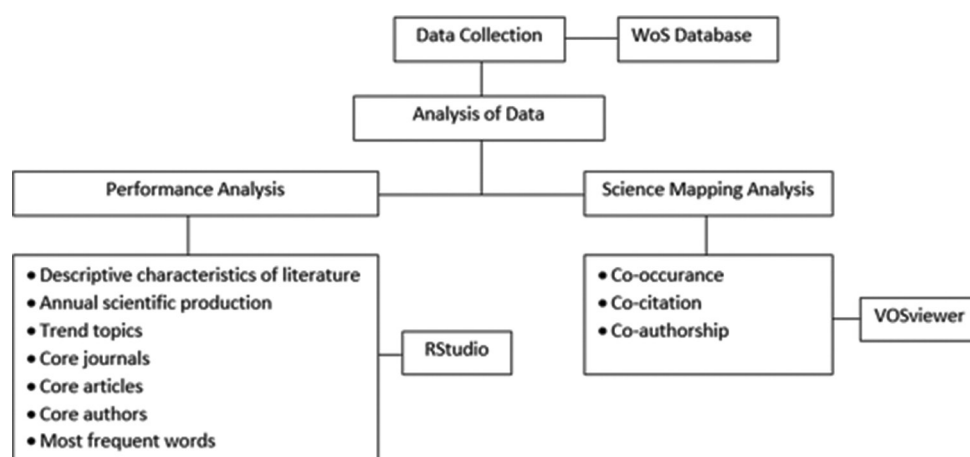 Data Collection
WoS Database
Analysis of Data
Performance Analysis
Science Mapping Analysis
• Descriptive characteristics of literature
• Annual scientific production
• Trend topics
• Core journals
• Core articles
• Core authors
• Most frequent words
RStudio
• Co-occurance
• Co-citation
• Co-authorship
VOSviewer